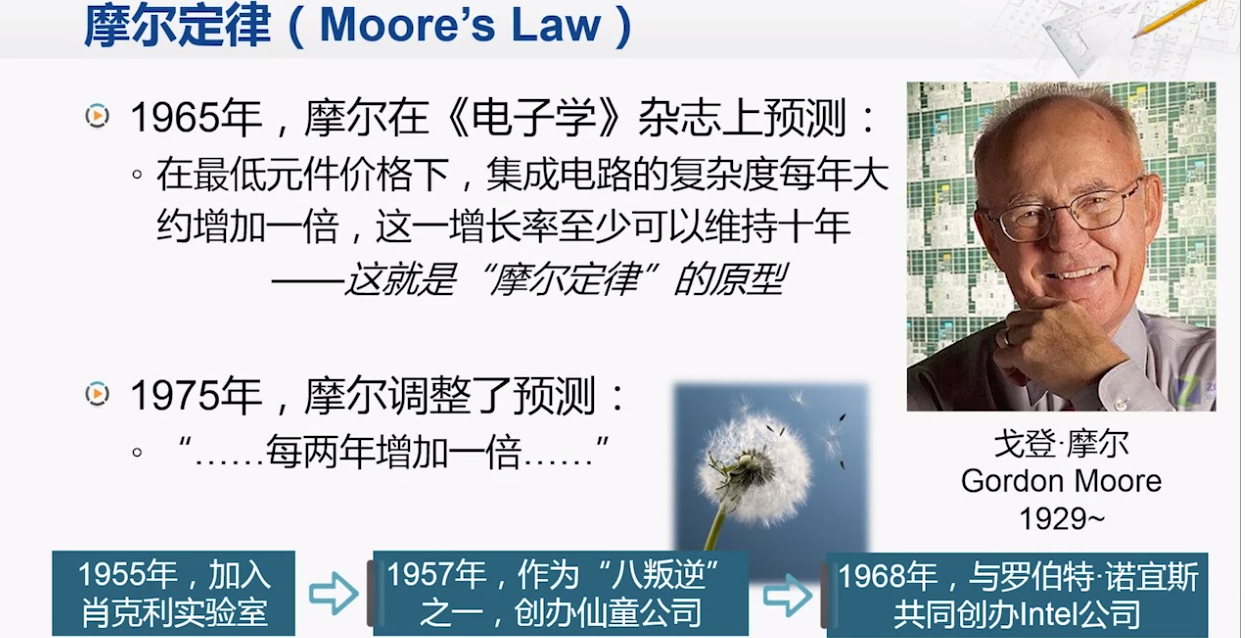 摩尔定律（Moore's Law）
1965年，摩尔在《电子学》杂志上预测：
在最低元件价格下，集成电路的复杂度每年大
约增加一倍，这一增长率至少可以维持十年
——这就是“摩尔定律”的原型
1975年，摩尔调整了预测：
“……每两年增加一倍……”
戈登·摩尔
Gordon Moore
1929~
1955年，加入
肖克利实验室
1957年，作为“八叛逆”
之一，创办仙童公司
1968年，与罗伯特·诺宜斯
共同创办Intel公司